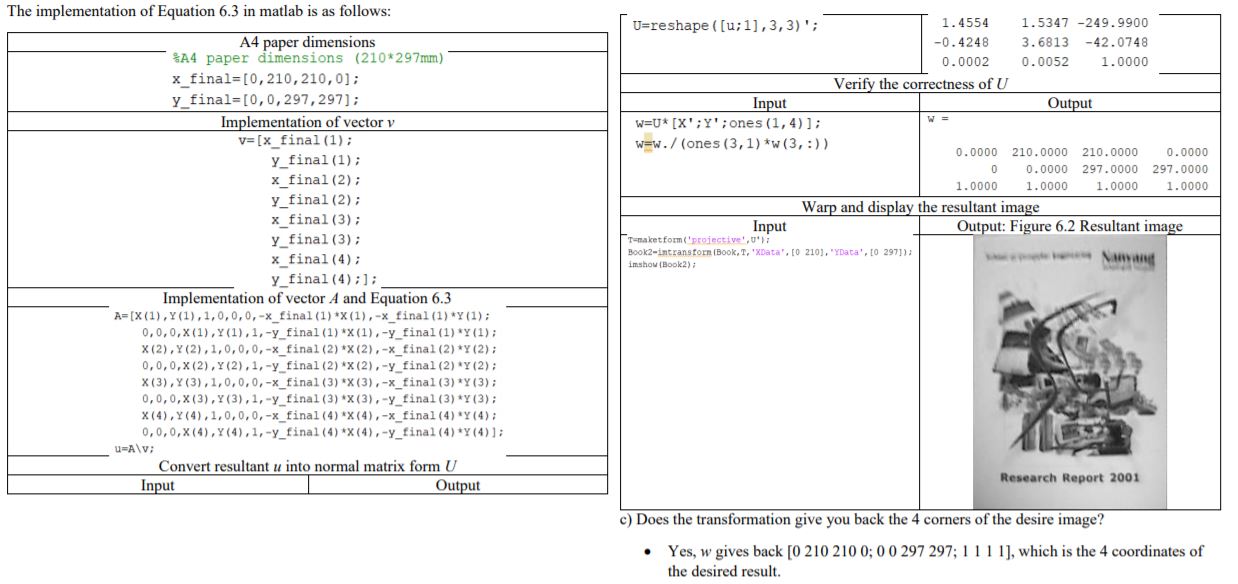 The implementation of Equation 6.3 in matlab is as follows:
A4 paper dimensions
%A4 paper dimensions (210*297mm)
x_final=[0,210,210,0];
y_final=[0,0,297,297];
Implementation of vector v
v=[x_final(1);
y_final(1);
x_final(2);
y_final(2);
x_final(3);
y_final(3);
x_final(4);
y_final(4);];
Implementation of vector A and Equation 6.3
A=[X(1),Y(1),1,0,0,0,-x_final(1)*X(1),-x_final(1)*Y(1);
0,0,0,X(1),Y(1),1,-y_final(1)*X(1),-y_final(1)*Y(1);
X(2),Y(2),1,0,0,0,-x_final(2)*X(2),-x_final(2)*Y(2);
0,0,0,X(2),Y(2),1,-y_final(2)*X(2),-y_final(2)*Y(2);
X(3),Y(3),1,0,0,0,-x_final(3)*X(3),-x_final(3)*Y(3);
0,0,0,X(3),Y(3),1,-y_final(3)*X(3),-y_final(3)*Y(3);
X(4),Y(4),1,0,0,0,-x_final(4)*X(4),-x_final(4)*Y(4);
0,0,0,X(4),Y(4),1,-y_final(4)*X(4),-y_final(4)*Y(4)];
u=A\v;
Convert resultant u into normal matrix form U
Input Output
U=reshape([u;1],3,3)';
1.4554 1.5347 -249.9900
-0.4248 3.6813 -42.0748
0.0002 0.0052 1.0000
Verify the correctness of U
Input Output
w=U*[X';Y';ones(1,4)];
w=w./(ones(3,1)*w(3,:))
w =
0.0000 210.0000 210.0000 0.0000
0 0.0000 297.0000 297.0000
1.0000 1.0000 1.0000 1.0000
Warp and display the resultant image
Input Output: Figure 6.2 Resultant image
T=maketform('projective',U');
Book2=imtransform(Book,T,'XData',[0 210],'YData',[0 297]);
imshow(Book2);
Nanyang
Research Report 2001
c) Does the transformation give you back the 4 corners of the desire image?
• Yes, w gives back [0 210 210 0; 0 0 297 297; 1 1 1 1], which is the 4 coordinates of
the desired result.